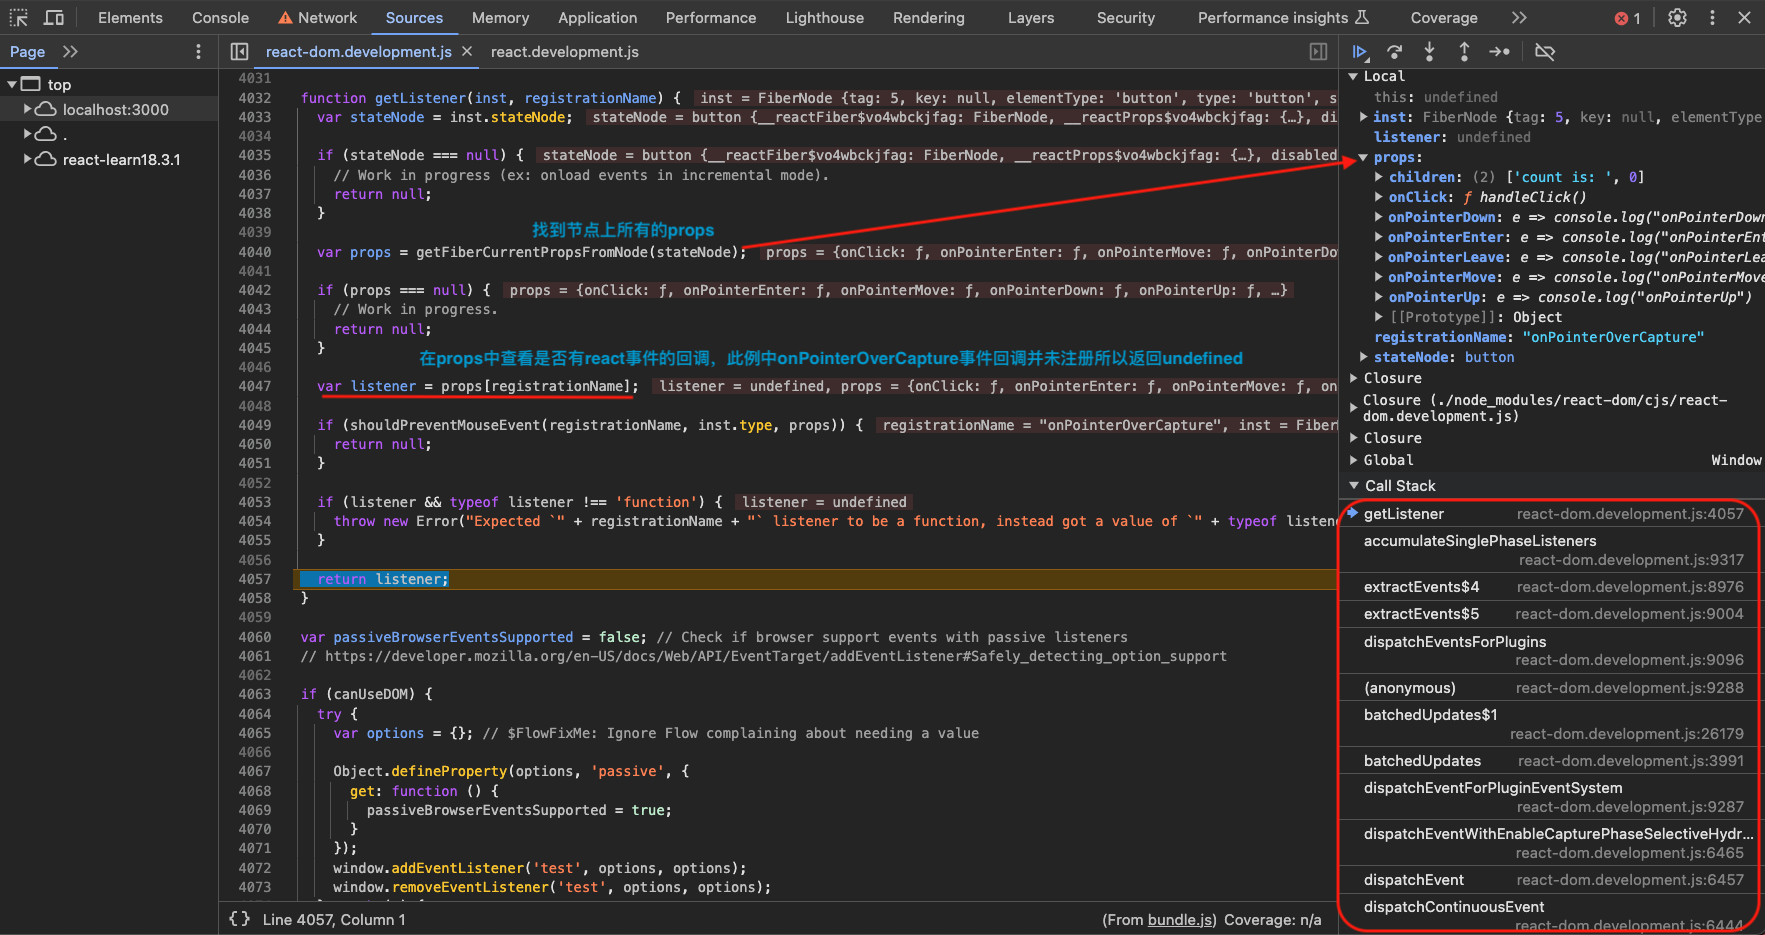 Elements Console Network Sources Memory Application Performance Lighthouse Rendering Layers Security Performance insights Coverage 1
Page
react-dom.development.js react.development.js
top
localhost:3000
.
react-learn18.3.1
4031
4032 function getListener(inst, registrationName) { inst = FiberNode {tag: 5, key: null, elementType: 'button', type: 'button', s
4033 var stateNode = inst.stateNode; stateNode = button {__reactFiber$vo4wbckjfag: FiberNode, __reactProps$vo4wbckjfag: {…}, di
4034
4035 if (stateNode === null) { stateNode = button {__reactFiber$vo4wbckjfag: FiberNode, __reactProps$vo4wbckjfag: {…}, disabled
4036 // Work in progress (ex: onload events in incremental mode).
4037 return null;
4038 }
4039
找到节点上所有的props
4040 var props = getFiberCurrentPropsFromNode(stateNode); props = {onClick: ƒ, onPointerEnter: ƒ, onPointerMove: ƒ, onPointerDo
4041
4042 if (props === null) { props = {onClick: ƒ, onPointerEnter: ƒ, onPointerMove: ƒ, onPointerDown: ƒ, onPointerUp: ƒ, …}
4043 // Work in progress.
4044 return null;
4045 }
4046
在props中查看是否有react事件的回调，此例中onPointerOverCapture事件回调并未注册所以返回undefined
4047 var listener = props[registrationName]; listener = undefined, props = {onClick: ƒ, onPointerEnter: ƒ, onPointerMove: ƒ, on
4048
4049 if (shouldPreventMouseEvent(registrationName, inst.type, props)) { registrationName = "onPointerOverCapture", inst = Fiber
4050 return null;
4051 }
4052
4053 if (listener && typeof listener !== 'function') { listener = undefined
4054 throw new Error("Expected `" + registrationName + "` listener to be a function, instead got a value of `" + typeof listene
4055 }
4056
4057 return listener;
4058 }
4059
4060 var passiveBrowserEventsSupported = false; // Check if browser support events with passive listeners
4061 // https://developer.mozilla.org/en-US/docs/Web/API/EventTarget/addEventListener#Safely_detecting_option_support
4062
4063 if (canUseDOM) {
4064 try {
4065 var options = {}; // $FlowFixMe: Ignore Flow complaining about needing a value
4066
4067 Object.defineProperty(options, 'passive', {
4068 get: function () {
4069 passiveBrowserEventsSupported = true;
4070 }
4071 });
4072 window.addEventListener('test', options, options);
4073 window.removeEventListener('test', options, options);
{} Line 4057, Column 1 (From bundle.js) Coverage: n/a
Local
this: undefined
inst: FiberNode {tag: 5, key: null, elementType
listener: undefined
props:
children: (2) ['count is: ', 0]
onClick: ƒ handleClick()
onPointerDown: e => console.log("onPointerDown
onPointerEnter: e => console.log("onPointerEnt
onPointerLeave: e => console.log("onPointerLea
onPointerMove: e => console.log("onPointerMove
onPointerUp: e => console.log("onPointerUp")
[[Prototype]]: Object
registrationName: "onPointerOverCapture"
stateNode: button
Closure
Closure (./node_modules/react-dom/cjs/react-
dom.development.js)
Closure
Global Window
Call Stack
getListener react-dom.development.js:4057
accumulateSinglePhaseListeners
react-dom.development.js:9317
extractEvents$4 react-dom.development.js:8976
extractEvents$5 react-dom.development.js:9004
dispatchEventsForPlugins
react-dom.development.js:9096
(anonymous) react-dom.development.js:9288
batchedUpdates$1
react-dom.development.js:26179
batchedUpdates react-dom.development.js:3991
dispatchEventForPluginEventSystem
react-dom.development.js:9287
dispatchEventWithEnableCapturePhaseSelectiveHydr…
react-dom.development.js:6465
dispatchEvent react-dom.development.js:6457
dispatchContinuousEvent
react-dom.development.js:6444